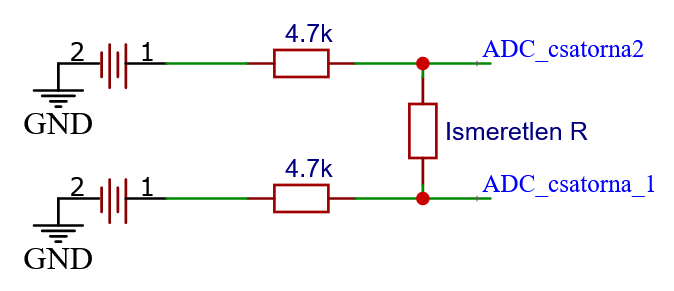 4.7k
2 1 ADC_csatorna2
GND
Ismeretlen R
4.7k
2 1 ADC_csatorna_1
GND